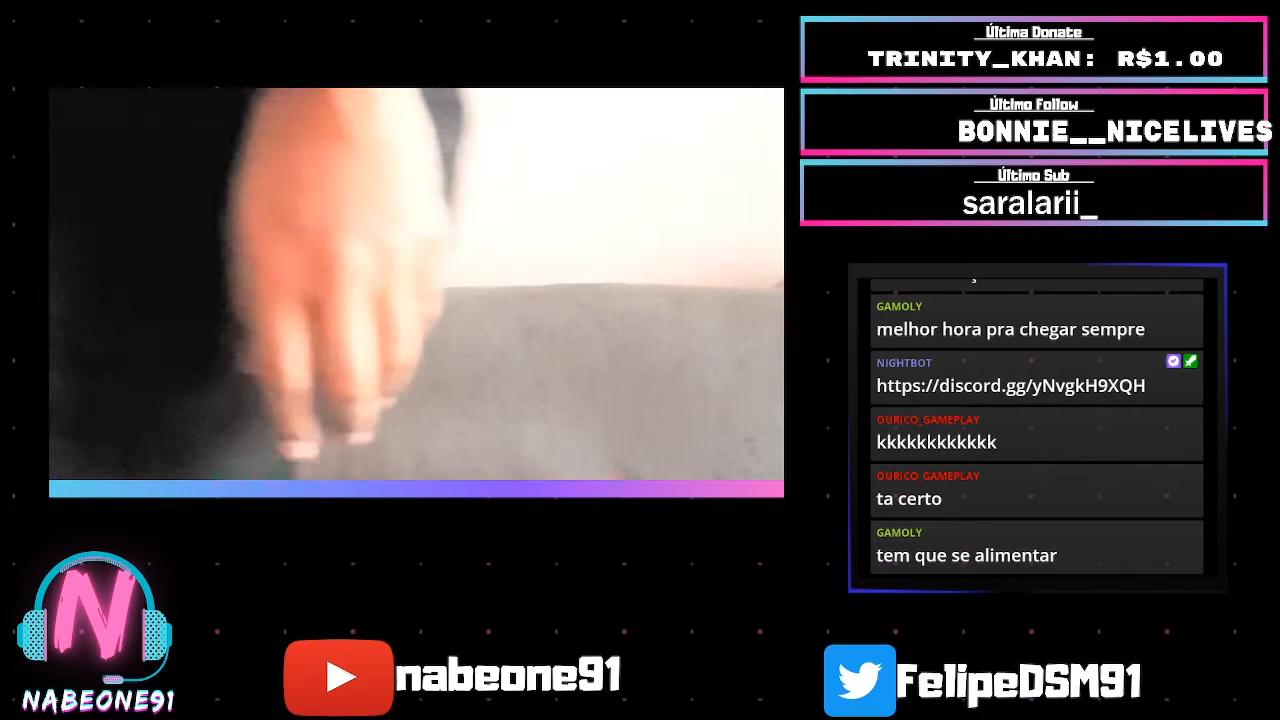 Última Donate
TRINITY_KHAN: R$1.00
Último Follow
BONNIE__NICELIVES
Último Sub
saralarii_
GAMOLY
melhor hora pra chegar sempre
NIGHTBOT
https://discord.gg/yNvgkH9XQH
OURICO_GAMEPLAY
kkkkkkkkkkkk
OURICO_GAMEPLAY
ta certo
GAMOLY
tem que se alimentar
N
NABEONE91
nabeone91
FelipeDSM91